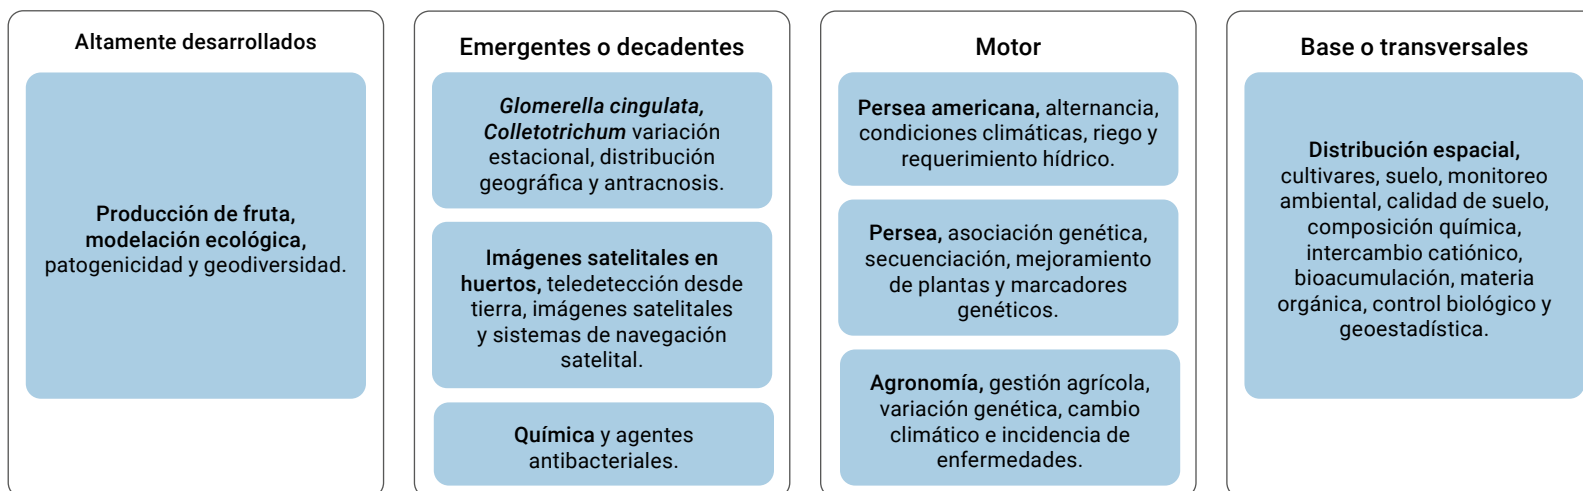 Altamente desarrollados
Producción de fruta,
modelación ecológica,
patogenicidad y geodiversidad.
Emergentes o decadentes
Glomerella cingulata,
Colletotrichum variación
estacional, distribución
geográfica y antracnosis.
Imágenes satelitales en
huertos, teledetección desde
tierra, imágenes satelitales
y sistemas de navegación
satelital.
Química y agentes
antibacteriales.
Motor
Persea americana, alternancia,
condiciones climáticas, riego y
requerimiento hídrico.
Persea, asociación genética,
secuenciación, mejoramiento
de plantas y marcadores
genéticos.
Agronomía, gestión agrícola,
variación genética, cambio
climático e incidencia de
enfermedades.
Base o transversales
Distribución espacial,
cultivares, suelo, monitoreo
ambiental, calidad de suelo,
composición química,
intercambio catiónico,
bioacumulación, materia
orgánica, control biológico y
geoestadística.